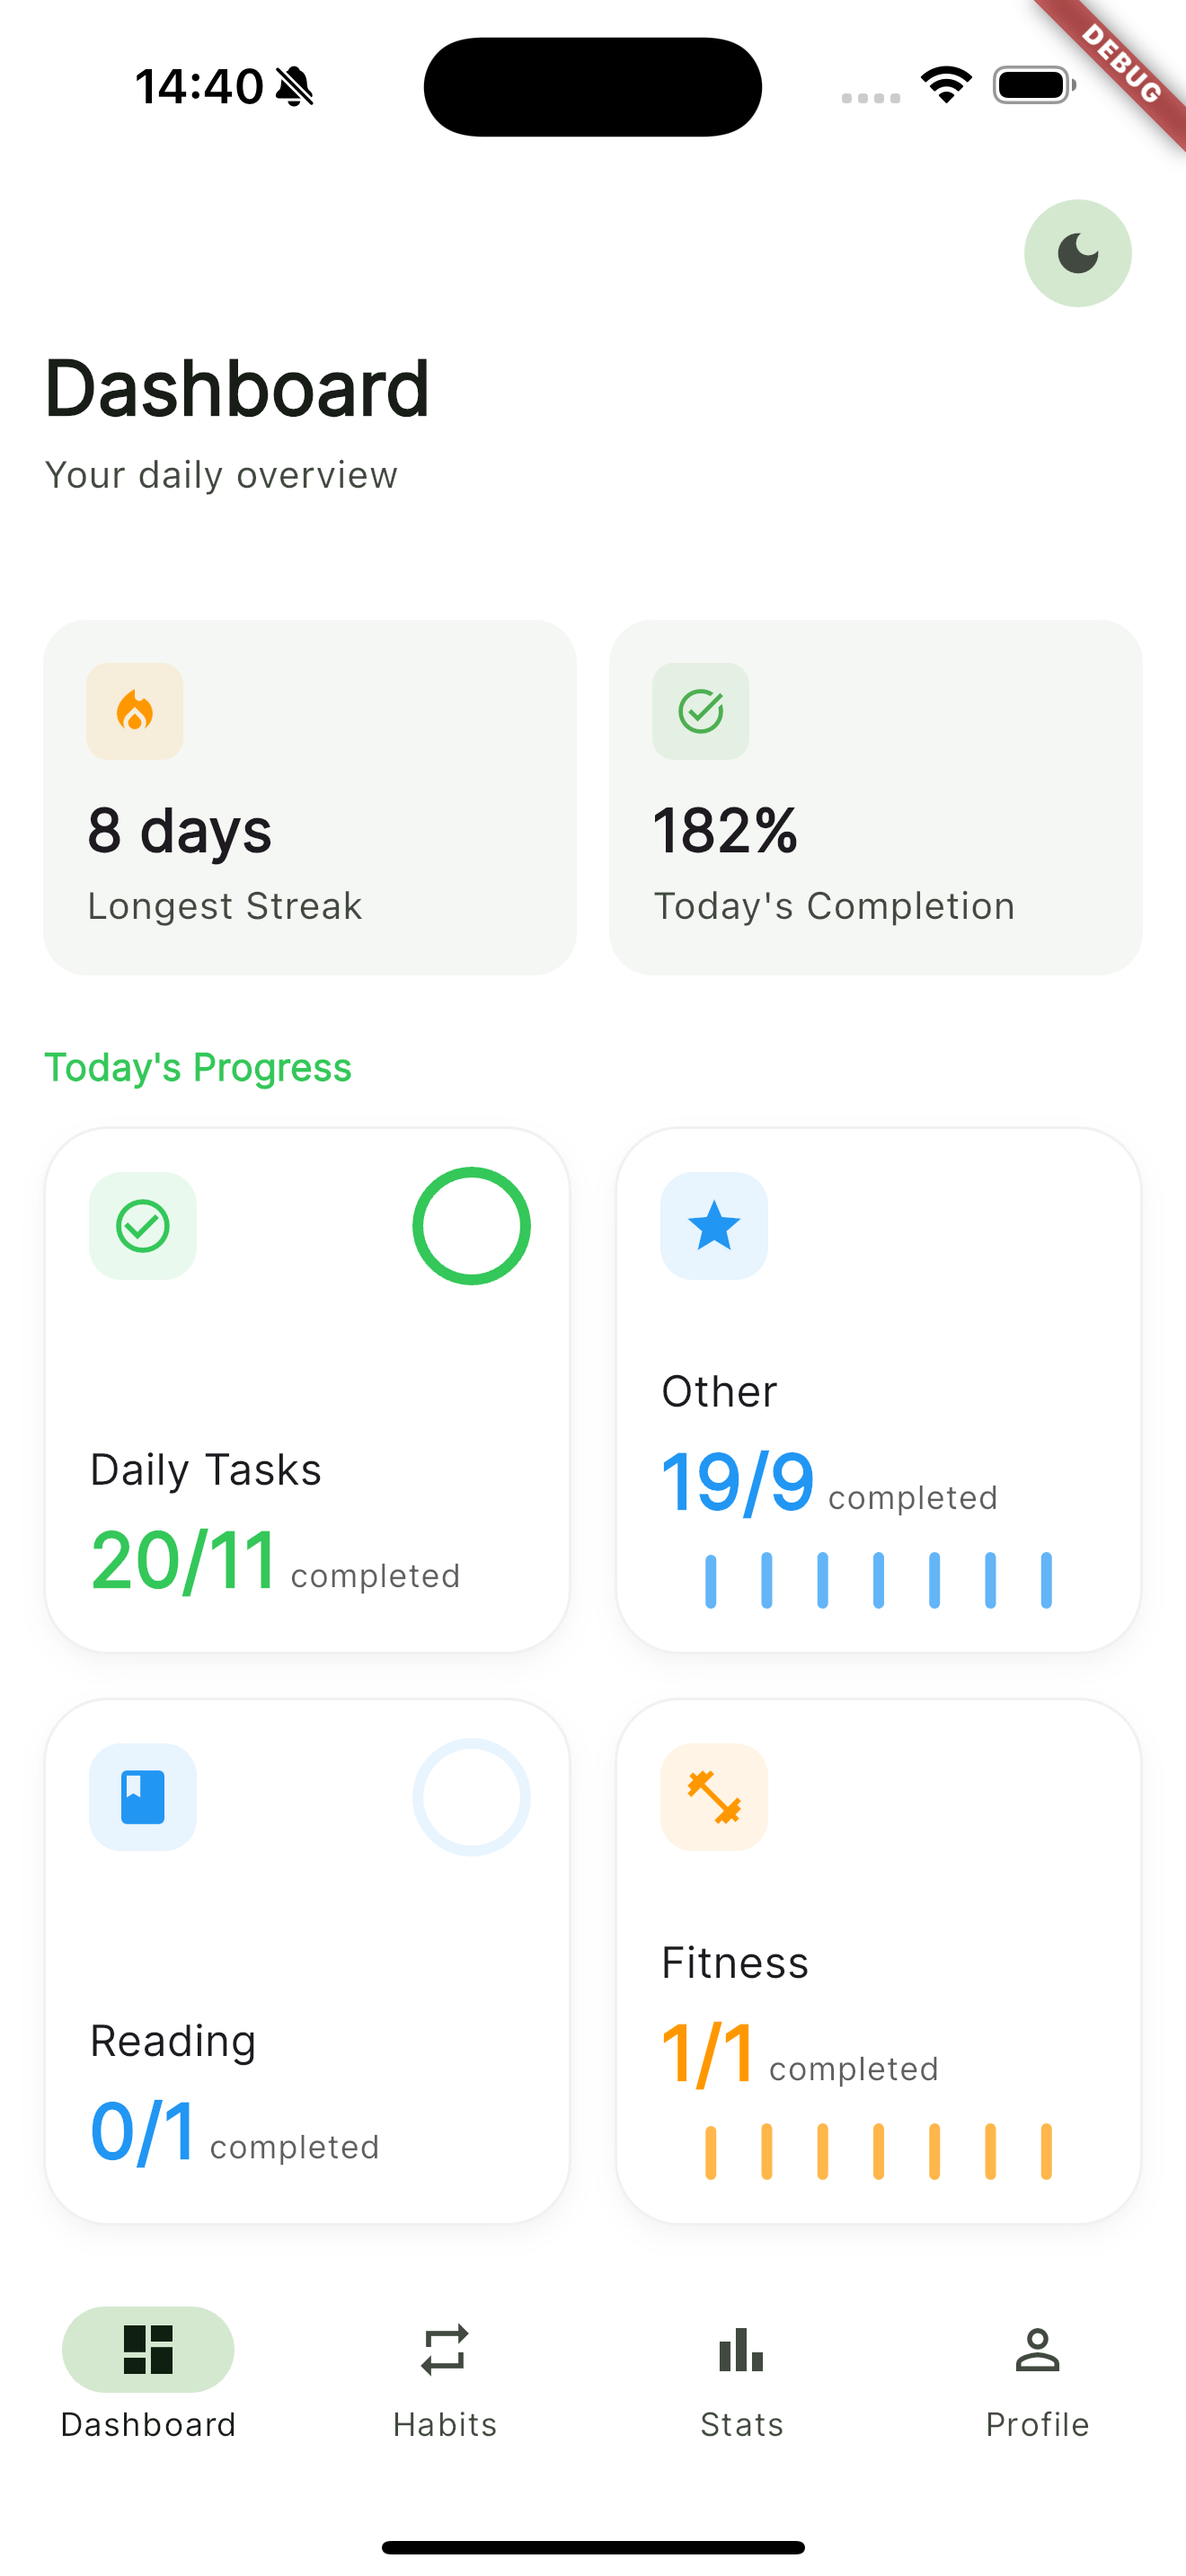 14:40
DEBUG
Dashboard
Your daily overview
8 days
Longest Streak
182%
Today's Completion
Today's Progress
Daily Tasks
20/11 completed
Other
19/9 completed
Reading
0/1 completed
Fitness
1/1 completed
Dashboard
Habits
Stats
Profile